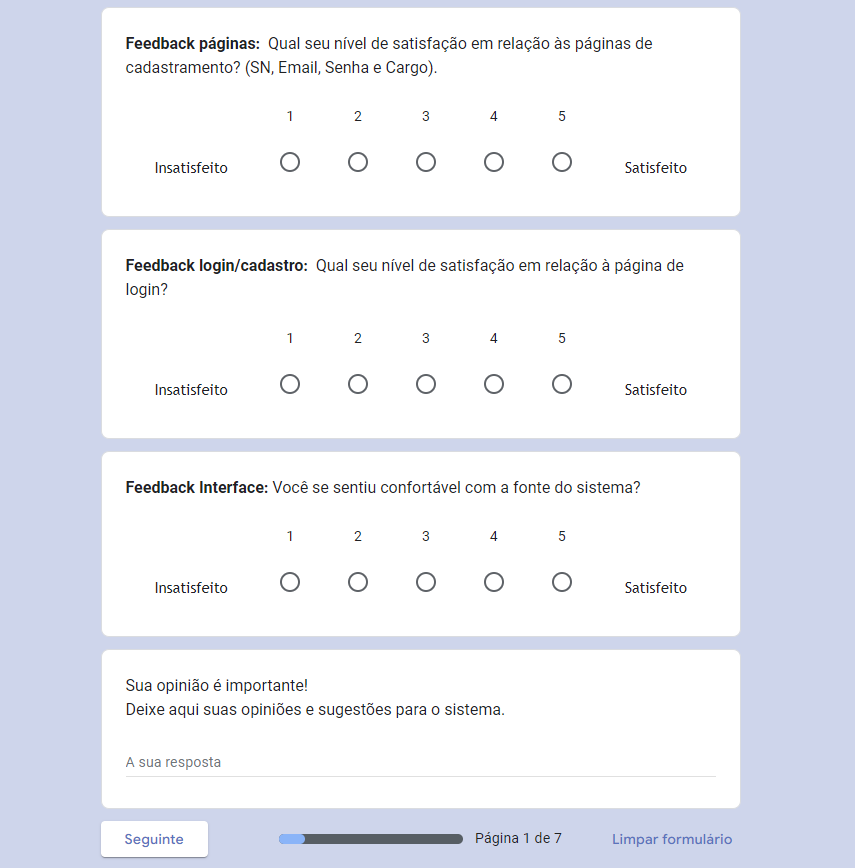 Feedback páginas: Qual seu nível de satisfação em relação às páginas de
cadastramento? (SN, Email, Senha e Cargo).
1 2 3 4 5
Insatisfeito Satisfeito
Feedback login/cadastro: Qual seu nível de satisfação em relação à página de
login?
1 2 3 4 5
Insatisfeito Satisfeito
Feedback Interface: Você se sentiu confortável com a fonte do sistema?
1 2 3 4 5
Insatisfeito Satisfeito
Sua opinião é importante!
Deixe aqui suas opiniões e sugestões para o sistema.
A sua resposta
Seguinte Página 1 de 7 Limpar formulário